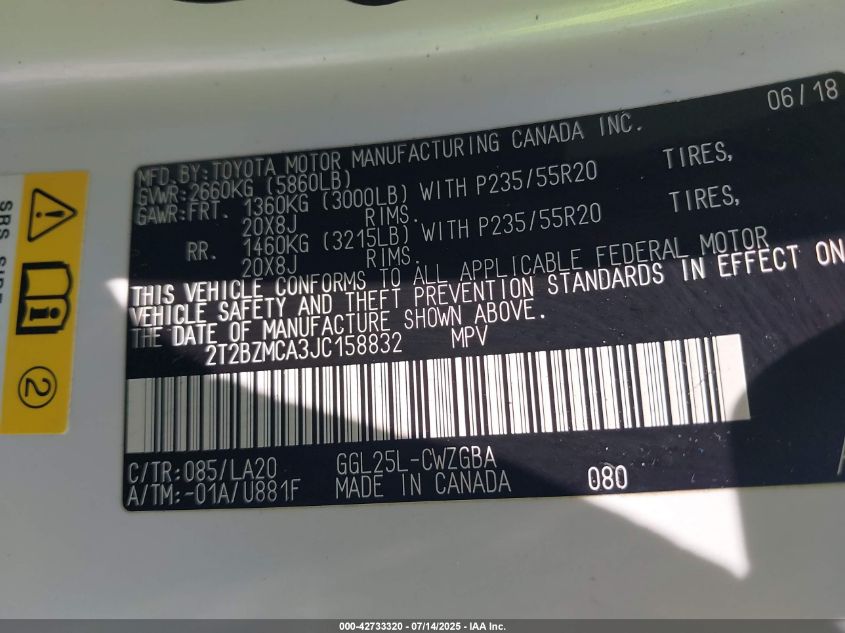 06/18
MFD.BY:TOYOTA MOTOR MANUFACTURING CANADA INC.
GVWR:2660KG (5860LB)
GAWR:FRT. 1360KG (3000LB) WITH P235/55R20 TIRES,
20X8J RIMS.
RR. 1460KG (3215LB) WITH P235/55R20 TIRES,
20X8J RIMS.
THIS VEHICLE CONFORMS TO ALL APPLICABLE FEDERAL MOTOR
VEHICLE SAFETY AND THEFT PREVENTION STANDARDS IN EFFECT ON
THE DATE OF MANUFACTURE SHOWN ABOVE.
2T2BZMCA3JC158832 MPV
C/TR:085/LA20 GGL25L-CWZGBA
A/TM:-01A/U881F MADE IN CANADA 080
SRS
2
000-42733320 - 07/14/2025 - IAA Inc.